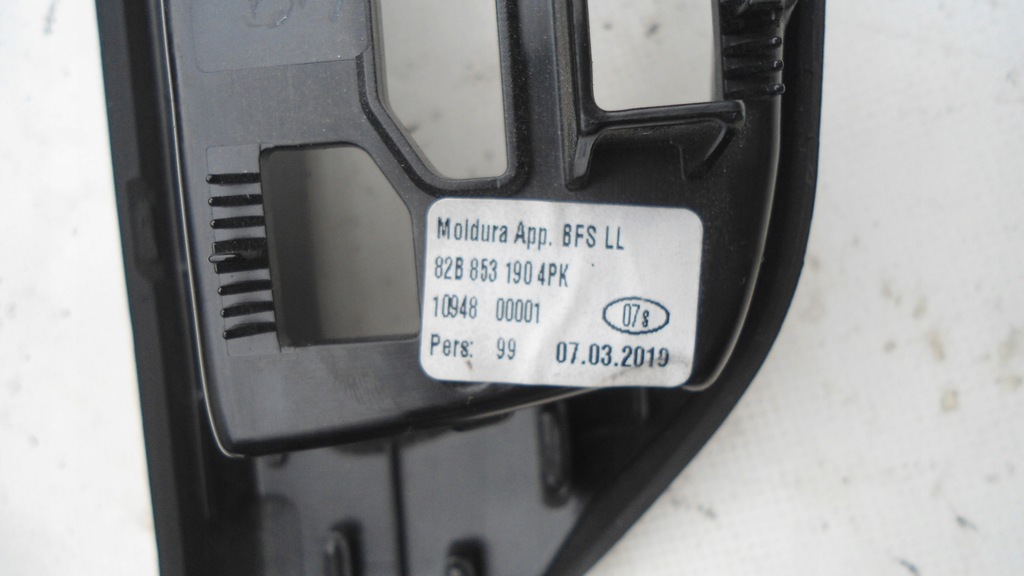 Moldura App. BFS LL
82B 853 190 4PK
10948 00001 07s
Pers: 99 07.03.2019